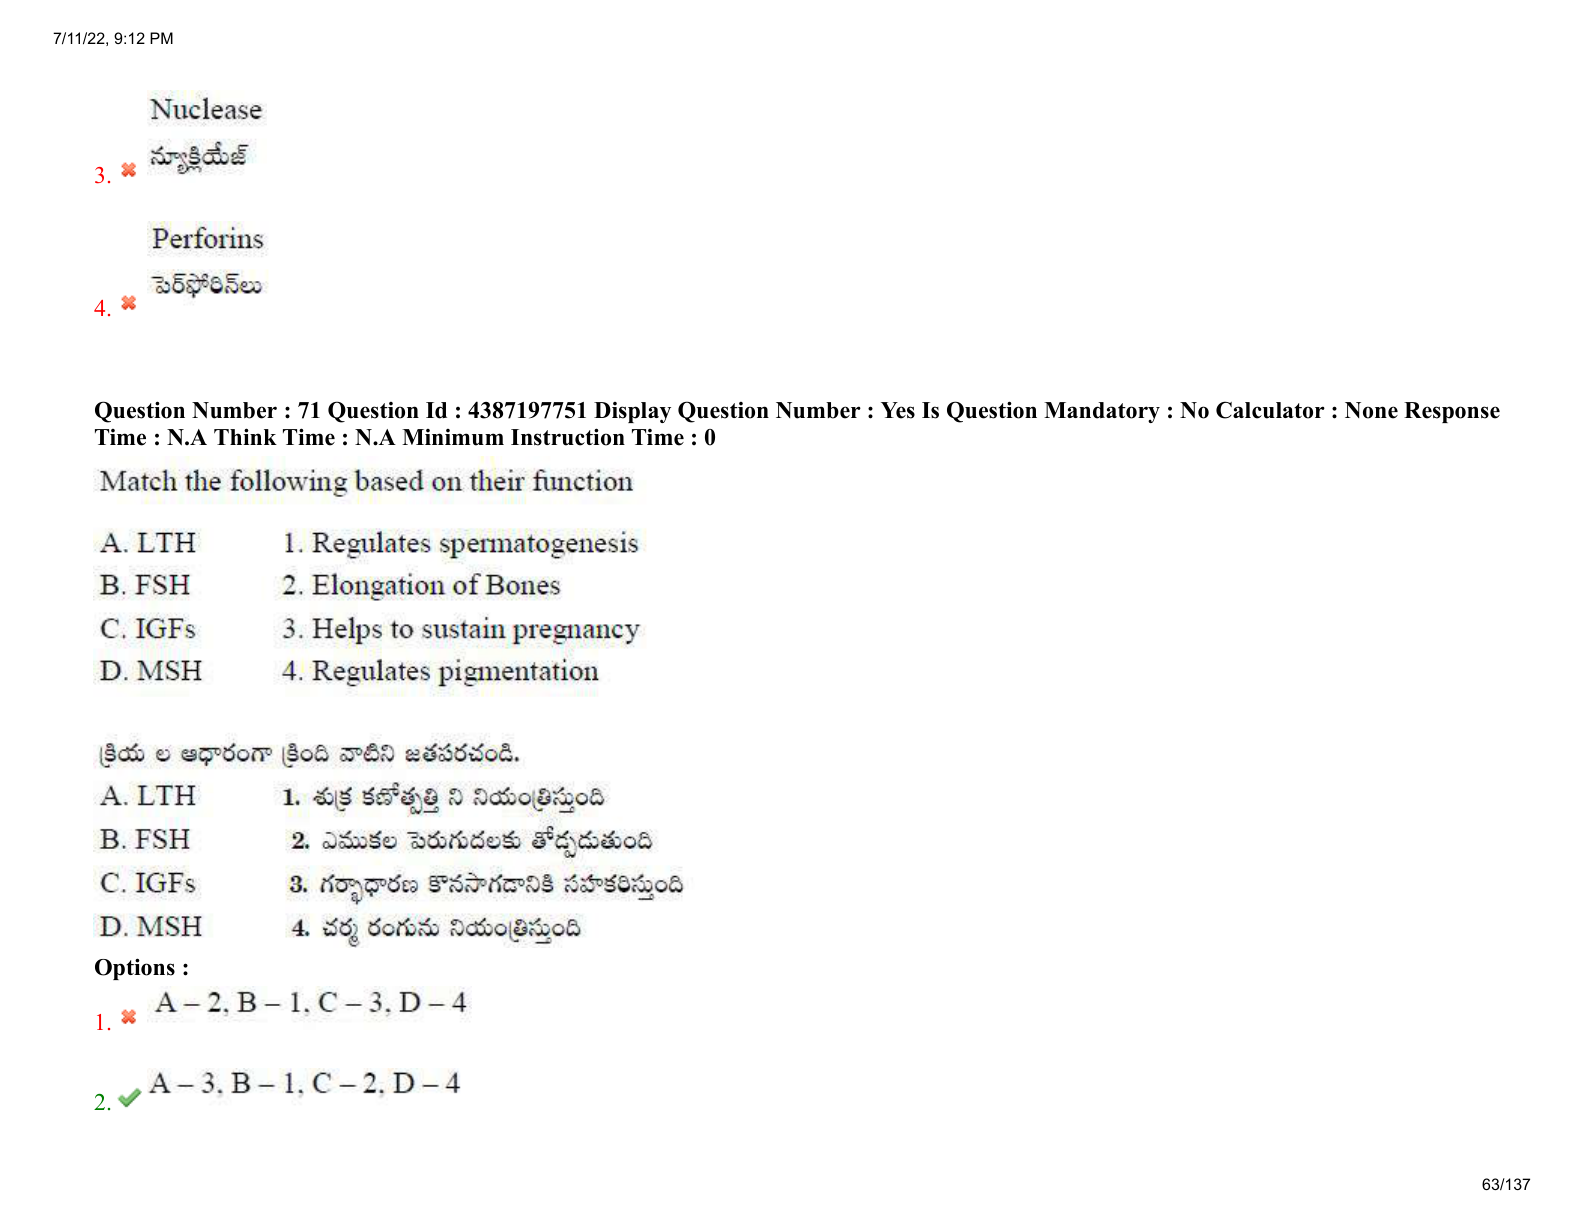 7/11/22, 9:12 PM
Nuclease
న్యూక్లియేజ్
3.
Perforins
పెర్‌ఫోరిన్‌లు
4.
Question Number : 71 Question Id : 4387197751 Display Question Number : Yes Is Question Mandatory : No Calculator : None Response
Time : N.A Think Time : N.A Minimum Instruction Time : 0
Match the following based on their function
A. LTH 1. Regulates spermatogenesis
B. FSH 2. Elongation of Bones
C. IGFs 3. Helps to sustain pregnancy
D. MSH 4. Regulates pigmentation
క్రియ ల ఆధారంగా క్రింది వాటిని జతపరచండి.
A. LTH 1. శుక్ర కణోత్పత్తి ని నియంత్రిస్తుంది
B. FSH 2. ఎముకల పెరుగుదలకు తోడ్పడుతుంది
C. IGFs 3. గర్భాధారణ కొనసాగడానికి సహకరిస్తుంది
D. MSH 4. చర్మ రంగును నియంత్రిస్తుంది
Options :
A – 2, B – 1, C – 3, D – 4
1.
A – 3, B – 1, C – 2, D – 4
2.
63/137